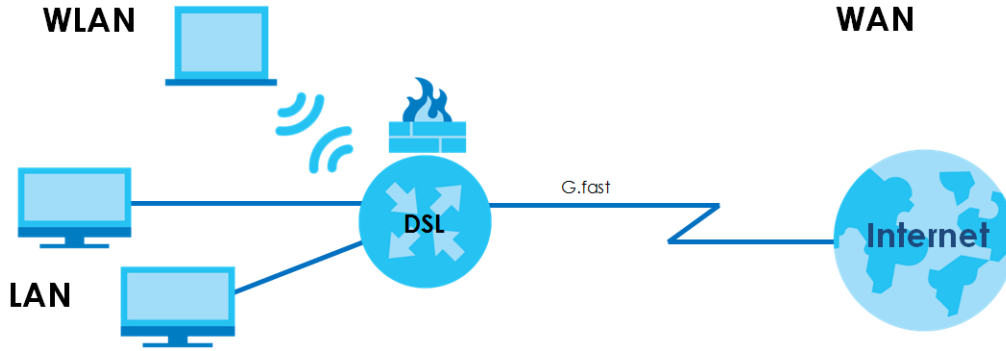 WLAN
WAN
G.fast
DSL
Internet
LAN